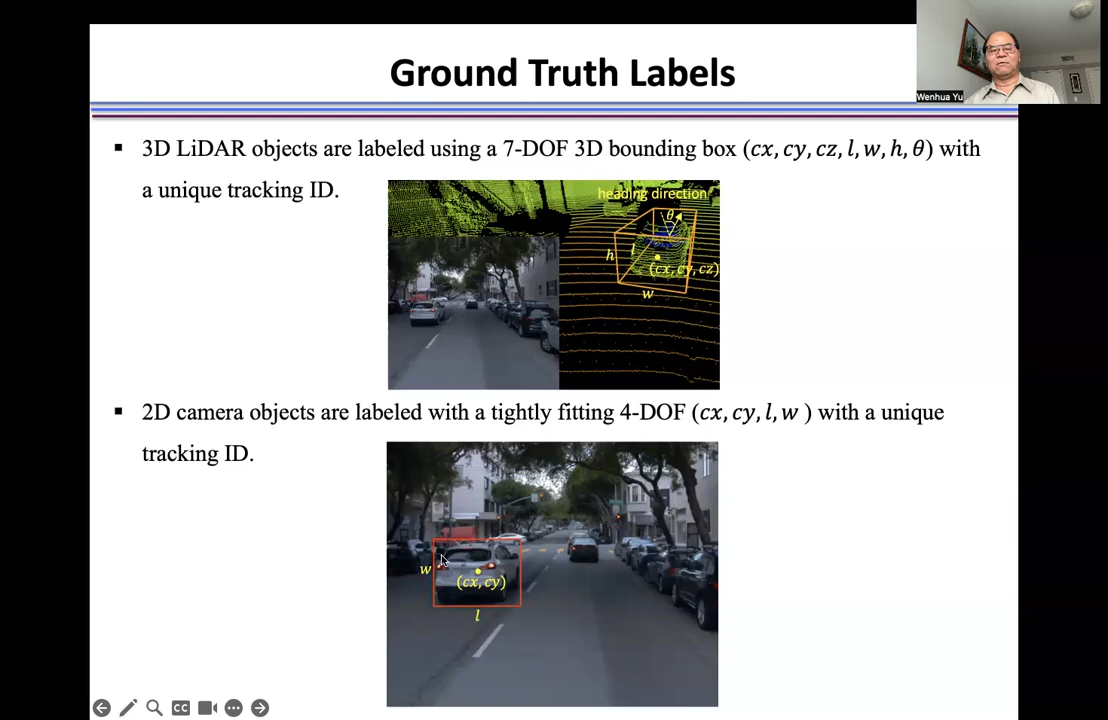 Ground Truth Labels
Wenhua Yu
▪ 3D LiDAR objects are labeled using a 7-DOF 3D bounding box (cx, cy, cz, l, w, h, θ) with
a unique tracking ID.
heading direction
θ
h
l
(cx, cy, cz)
w
▪ 2D camera objects are labeled with a tightly fitting 4-DOF (cx, cy, l, w ) with a unique
tracking ID.
w
(cx, cy)
l
CC